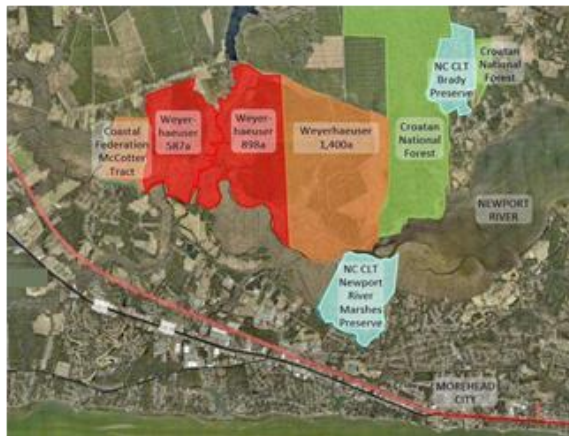 NC CLT
Brady
Preserve
Croatan
National
Forest
Weyer-
haeuser
587a
Weyer-
haeuser
898a
Coastal
Federation
McCotter
Tract
Weyerhaeuser
1,400a
Croatan
National
Forest
NEWPORT
RIVER
NC CLT
Newport
River
Marshes
Preserve
MOREHEAD
CITY